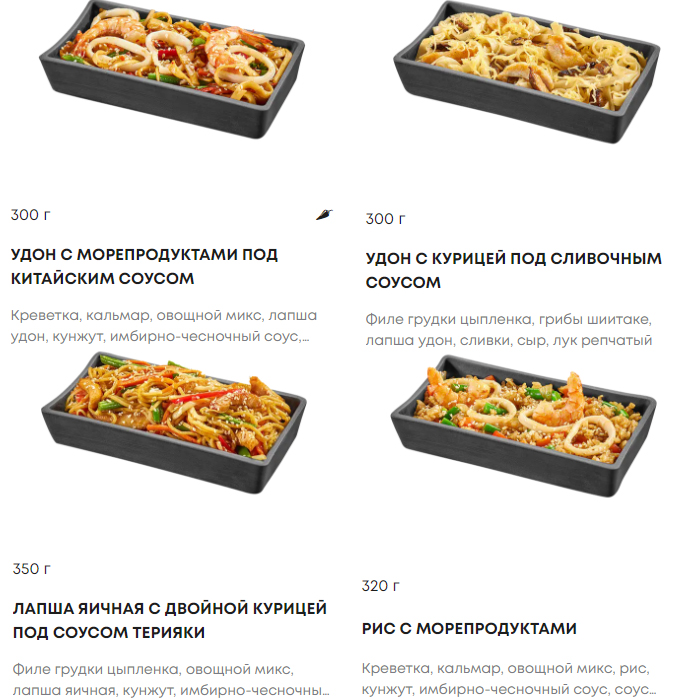 300 г
УДОН С МОРЕПРОДУКТАМИ ПОД
КИТАЙСКИМ СОУСОМ
Креветка, кальмар, овощной микс, лапша
удон, кунжут, имбирно-чесночный соус,...
300 г
УДОН С КУРИЦЕЙ ПОД СЛИВОЧНЫМ
СОУСОМ
Филе грудки цыпленка, грибы шиитаке,
лапша удон, сливки, сыр, лук репчатый
350 г
ЛАПША ЯИЧНАЯ С ДВОЙНОЙ КУРИЦЕЙ
ПОД СОУСОМ ТЕРИЯКИ
Филе грудки цыпленка, овощной микс,
лапша яичная, кунжут, имбирно-чесночны...
320 г
РИС С МОРЕПРОДУКТАМИ
Креветка, кальмар, овощной микс, рис,
кунжут, имбирно-чесночный соус, соус...